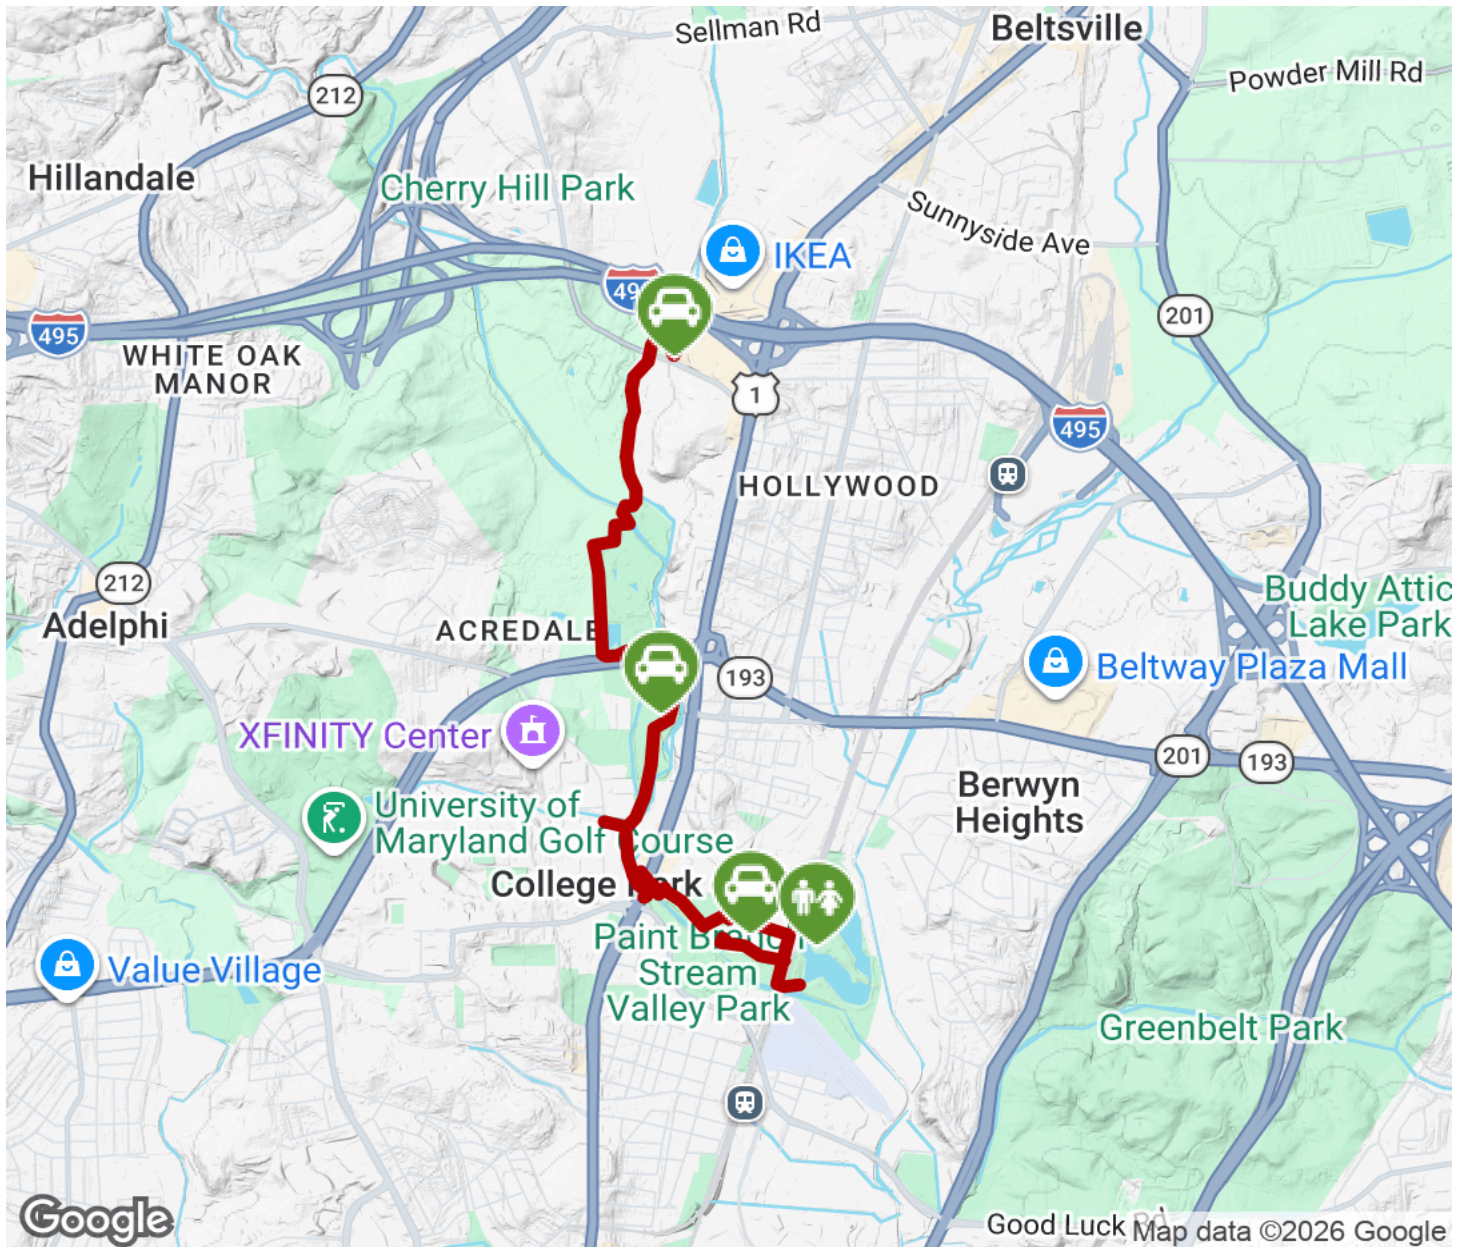 Sellman Rd
Beltsville
Powder Mill Rd
212
Hillandale
Cherry Hill Park
Sunnyside Ave
IKEA
495
49
201
495
WHITE OAK
MANOR
1
495
HOLLYWOOD
212
Adelphi
ACREDALE
Buddy Attic
Lake Park
193
Beltway Plaza Mall
XFINITY Center
201
193
University of
Maryland Golf Course
Berwyn
Heights
College Park
Paint Branch
Stream
Valley Park
Value Village
Greenbelt Park
Google
Good Luck Rd
Map data ©2026 Google